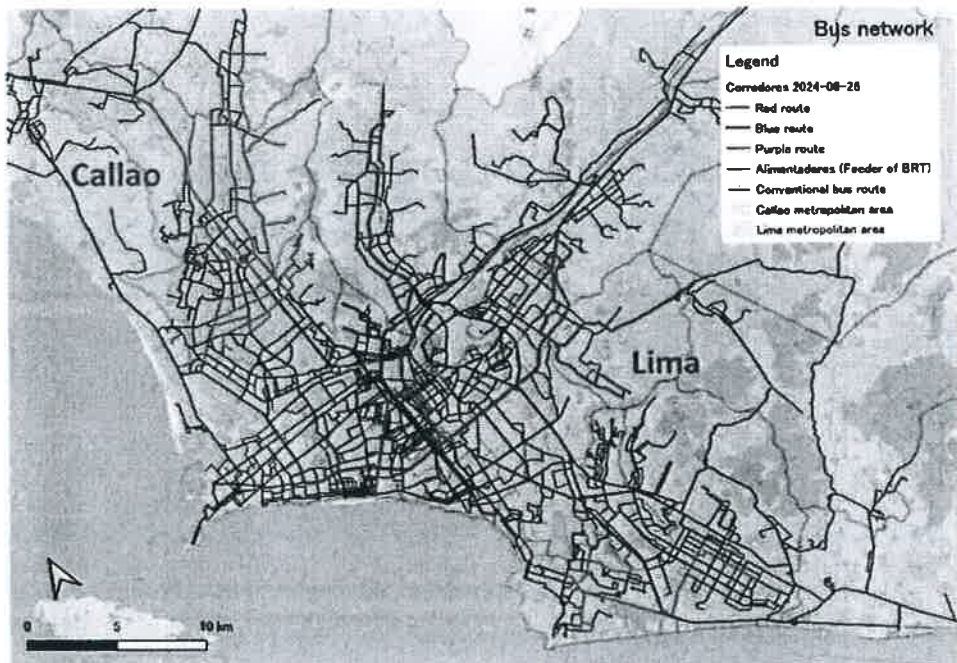 Bus network
Legend
Corredores 2024-08-26
Red route
Blue route
Purple route
Alimentadores (Feeder of BRT)
Conventional bus route
Callao metropolitan area
Lima metropolitan area
Callao
Lima
0 5 10 km